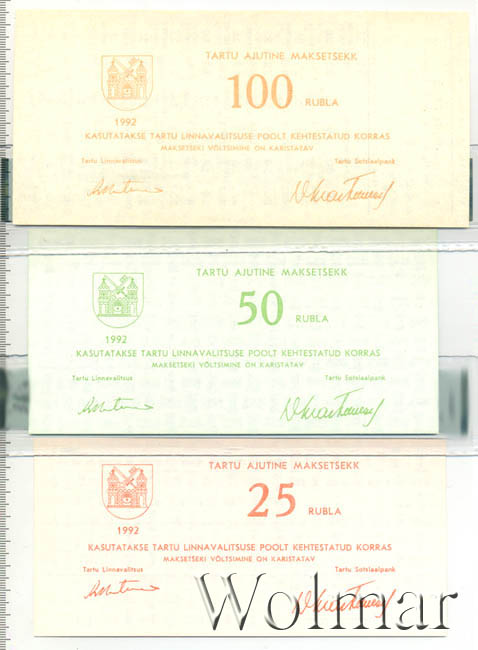 TARTU AJUTINE MAKSETSEKK
100 RUBLA
1992
KASUTATAKSE TARTU LINNAVALITSUSE POOLT KEHTESTATUD KORRAS
MAKSETSEKI VÕLTSIMINE ON KARISTATAV
Tartu Linnavalitsus Tartu Sotsiaalpank
TARTU AJUTINE MAKSETSEKK
50 RUBLA
1992
KASUTATAKSE TARTU LINNAVALITSUSE POOLT KEHTESTATUD KORRAS
MAKSETSEKI VÕLTSIMINE ON KARISTATAV
Tartu Linnavalitsus Tartu Sotsiaalpank
TARTU AJUTINE MAKSETSEKK
25 RUBLA
1992
KASUTATAKSE TARTU LINNAVALITSUSE POOLT KEHTESTATUD KORRAS
MAKSETSEKI VÕLTSIMINE ON KARISTATAV
Tartu Linnavalitsus Tartu Sotsiaalpank
Wolmar